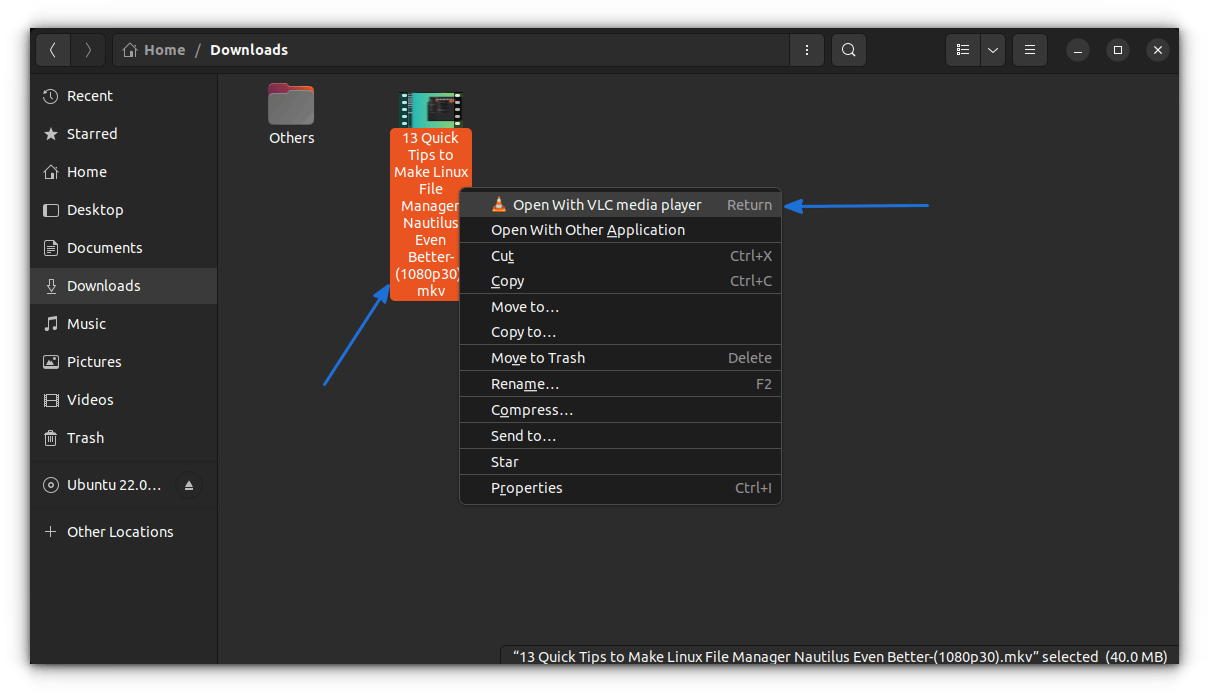 Home / Downloads
Recent
Starred
Home
Desktop
Documents
Downloads
Music
Pictures
Videos
Trash
Ubuntu 22.0…
Other Locations
Others
13 Quick
Tips to
Make Linux
File
Manager
Nautilus
Even
Better-
(1080p30).
mkv
Open With VLC media player Return
Open With Other Application
Cut Ctrl+X
Copy Ctrl+C
Move to…
Copy to…
Move to Trash Delete
Rename… F2
Compress…
Send to…
Star
Properties Ctrl+I
“13 Quick Tips to Make Linux File Manager Nautilus Even Better-(1080p30).mkv” selected (40.0 MB)